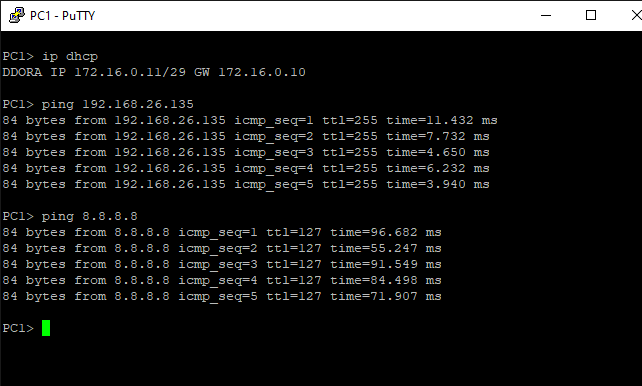 PC1 - PuTTY
PC1> ip dhcp
DDORA IP 172.16.0.11/29 GW 172.16.0.10
PC1> ping 192.168.26.135
84 bytes from 192.168.26.135 icmp_seq=1 ttl=255 time=11.432 ms
84 bytes from 192.168.26.135 icmp_seq=2 ttl=255 time=7.732 ms
84 bytes from 192.168.26.135 icmp_seq=3 ttl=255 time=4.650 ms
84 bytes from 192.168.26.135 icmp_seq=4 ttl=255 time=6.232 ms
84 bytes from 192.168.26.135 icmp_seq=5 ttl=255 time=3.940 ms
PC1> ping 8.8.8.8
84 bytes from 8.8.8.8 icmp_seq=1 ttl=127 time=96.682 ms
84 bytes from 8.8.8.8 icmp_seq=2 ttl=127 time=55.247 ms
84 bytes from 8.8.8.8 icmp_seq=3 ttl=127 time=91.549 ms
84 bytes from 8.8.8.8 icmp_seq=4 ttl=127 time=84.498 ms
84 bytes from 8.8.8.8 icmp_seq=5 ttl=127 time=71.907 ms
PC1>